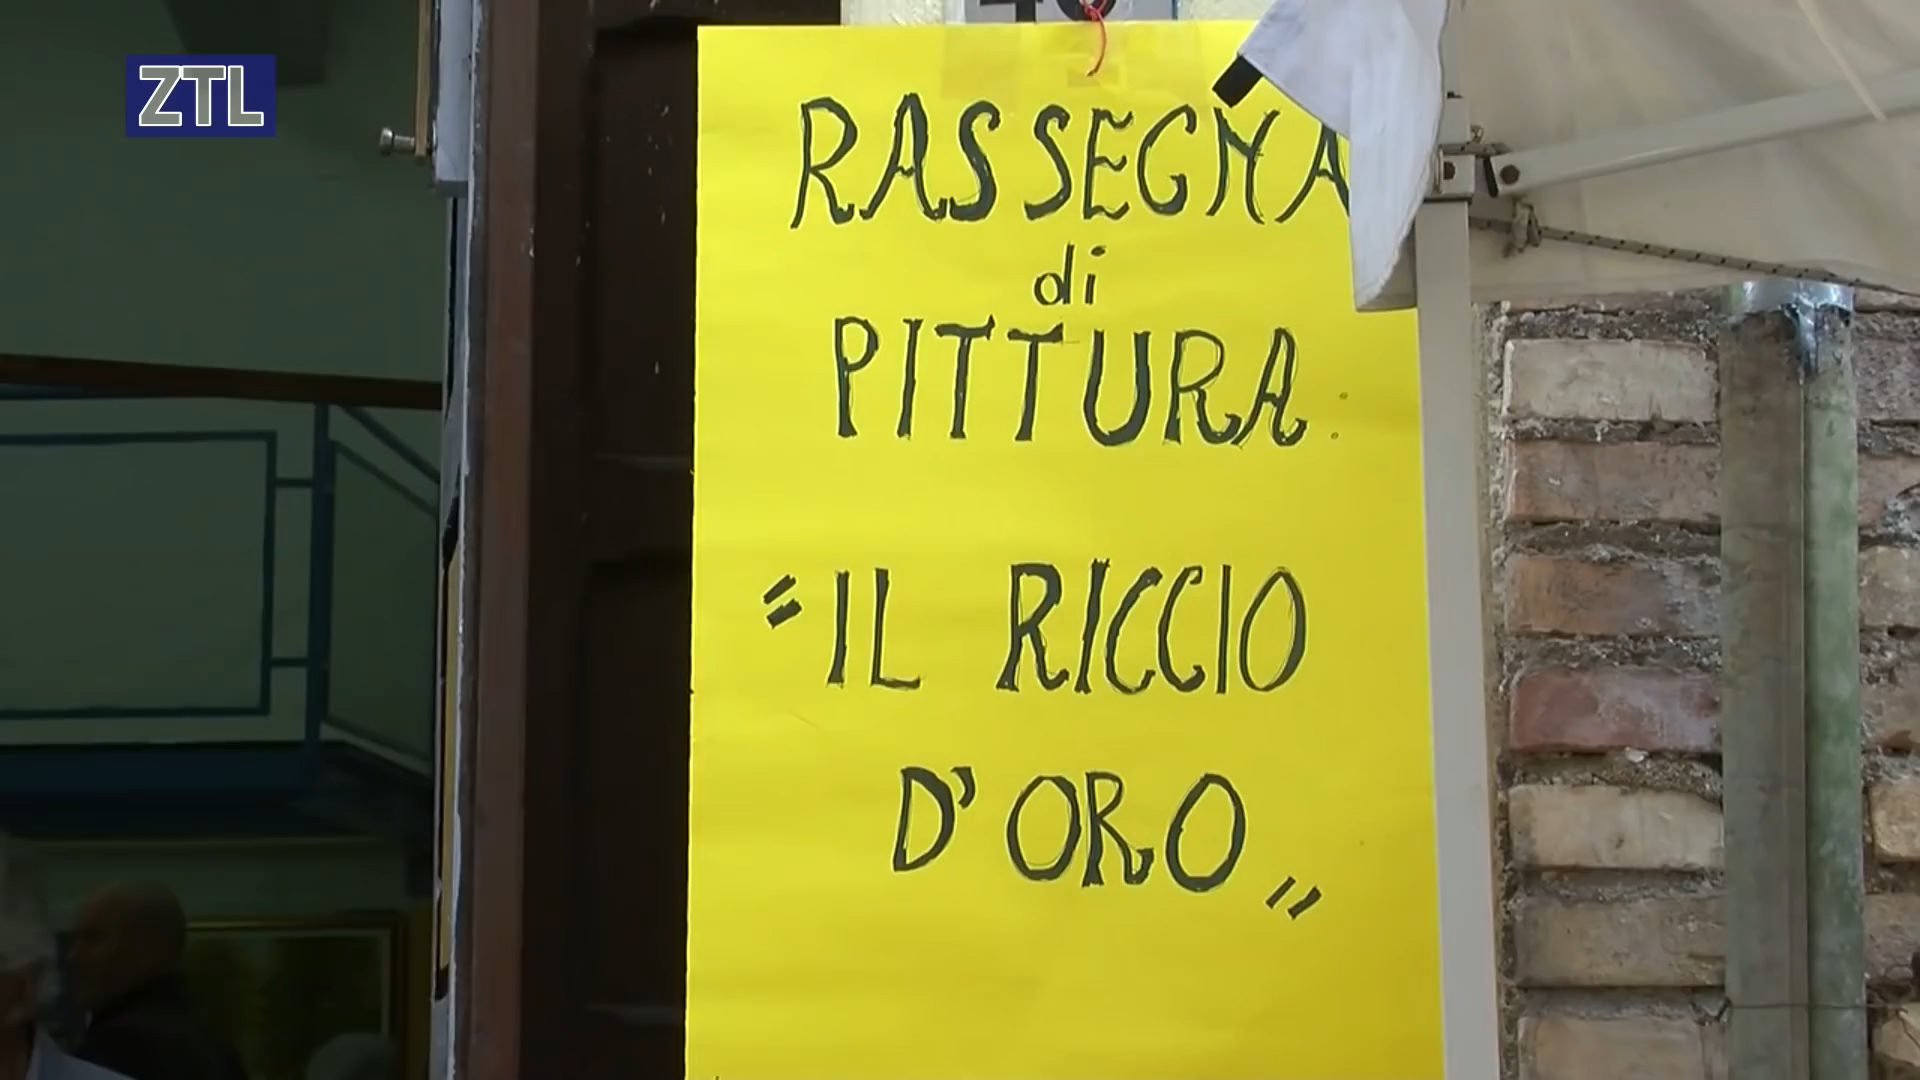 ZTL
RASSEGNA
di
PITTURA:
"IL RICCIO
D'ORO"